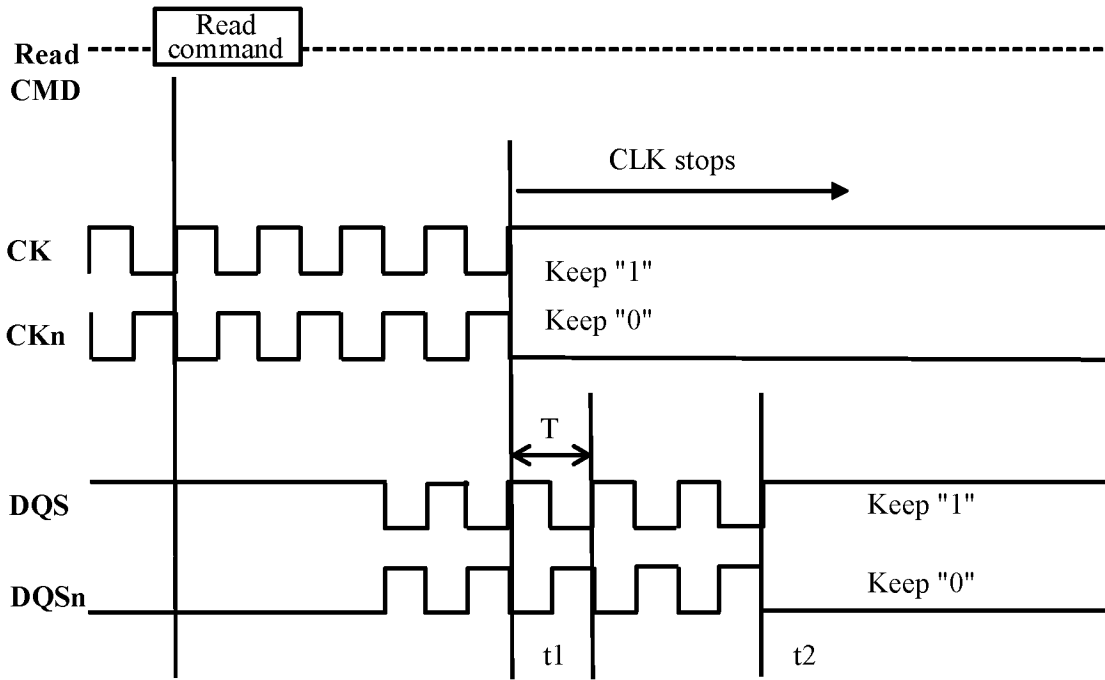 Read
command
Read
CMD
CLK stops
CK
Keep "1"
CKn
Keep "0"
T
DQS
Keep "1"
DQSn
Keep "0"
t1
t2